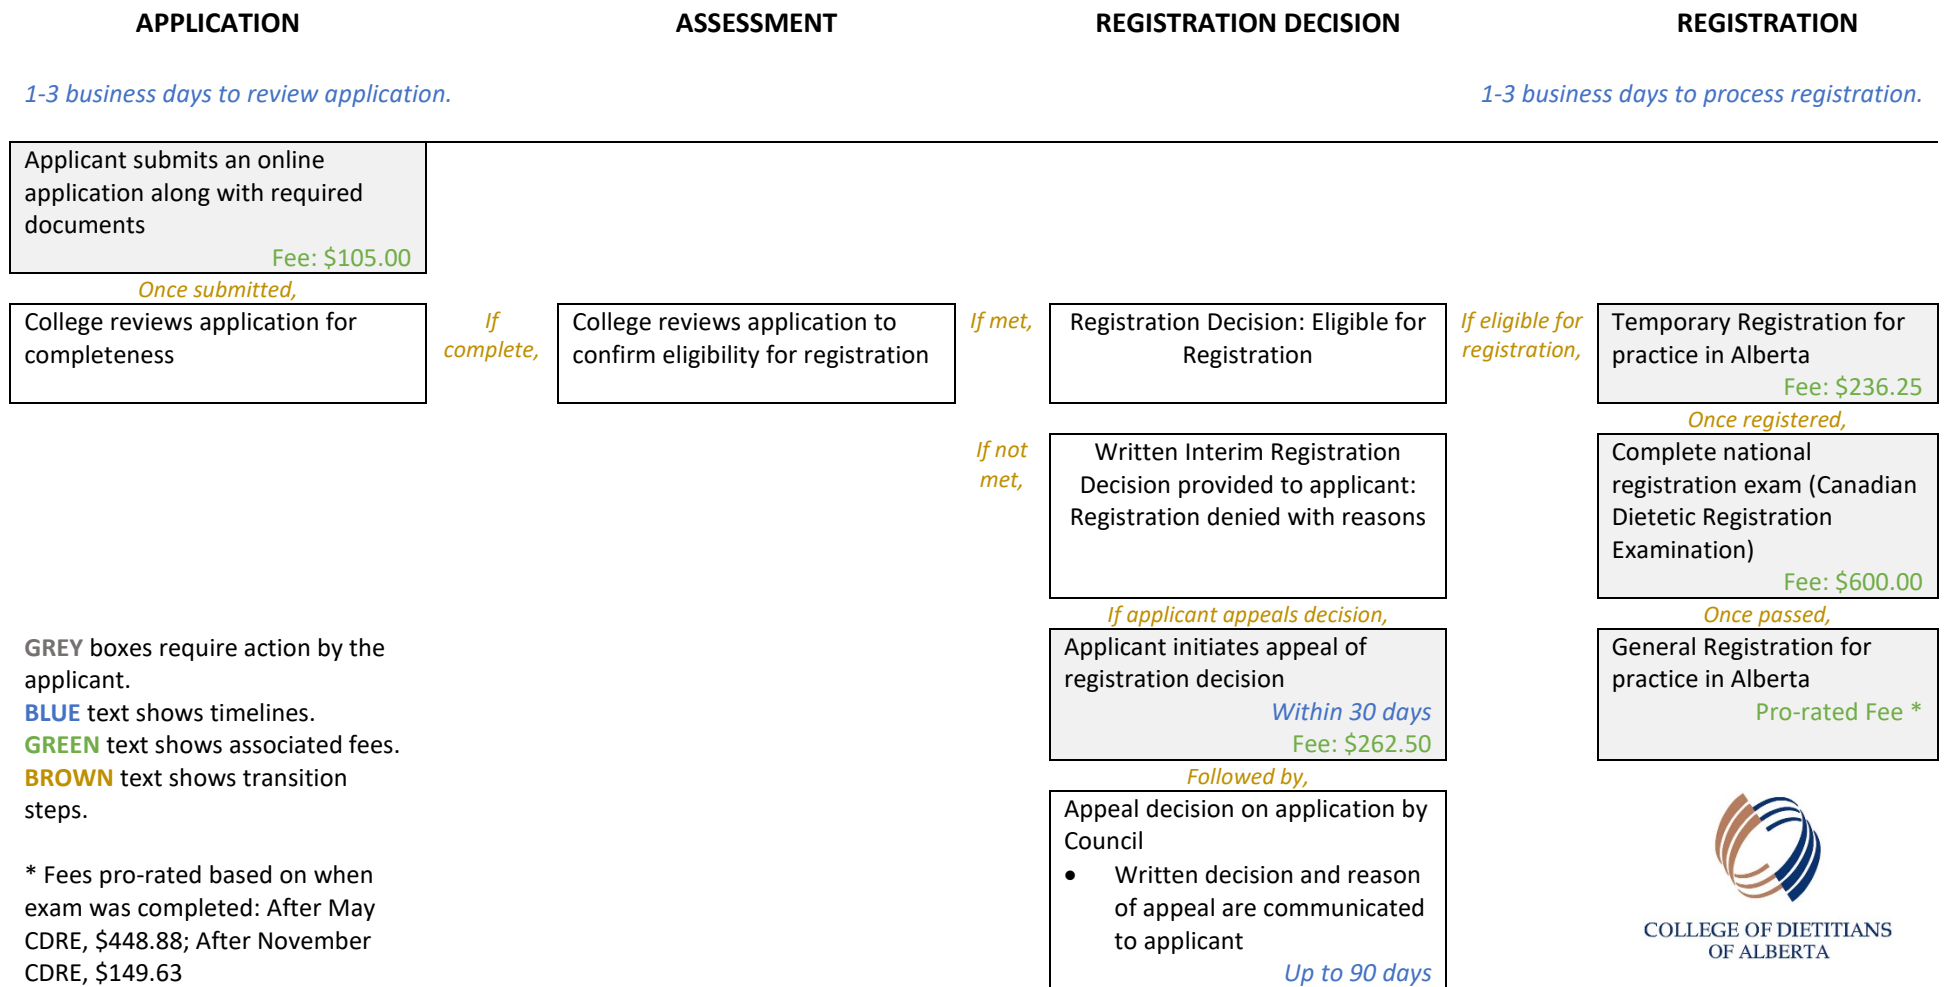 APPLICATION
ASSESSMENT
REGISTRATION DECISION
REGISTRATION
1-3 business days to review application.
1-3 business days to process registration.
Applicant submits an online
application along with required
documents
Fee: $105.00
Once submitted,
College reviews application for
completeness
If
complete,
College reviews application to
confirm eligibility for registration
If met,
Registration Decision: Eligible for
Registration
If eligible for
registration,
Temporary Registration for
practice in Alberta
Fee: $236.25
Once registered,
If not
met,
Written Interim Registration
Decision provided to applicant:
Registration denied with reasons
Complete national
registration exam (Canadian
Dietetic Registration
Examination)
Fee: $600.00
If applicant appeals decision,
Once passed,
Applicant initiates appeal of
registration decision
Within 30 days
Fee: $262.50
General Registration for
practice in Alberta
Pro-rated Fee *
Followed by,
Appeal decision on application by
Council
• Written decision and reason
of appeal are communicated
to applicant
Up to 90 days
GREY boxes require action by the
applicant.
BLUE text shows timelines.
GREEN text shows associated fees.
BROWN text shows transition
steps.
* Fees pro-rated based on when
exam was completed: After May
CDRE, $448.88; After November
CDRE, $149.63
COLLEGE OF DIETITIANS
OF ALBERTA